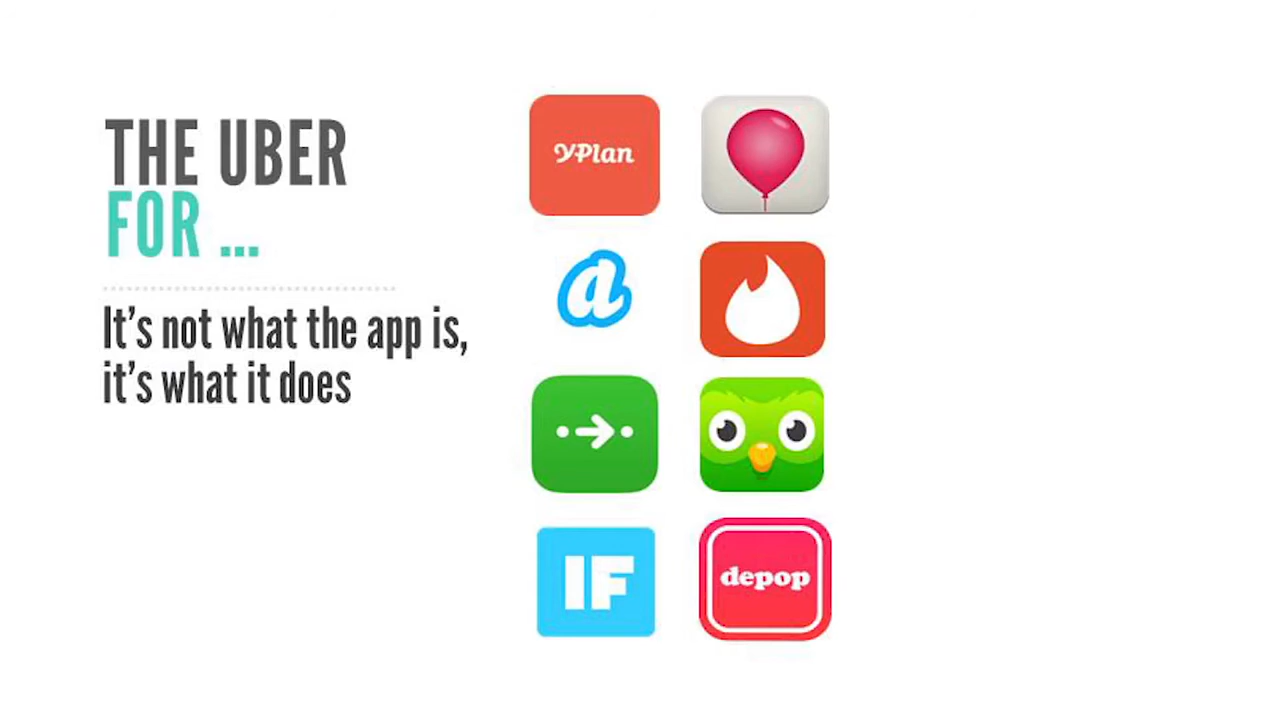 THE UBER
FOR ...
It's not what the app is,
it's what it does
YPlan
a
IF
depop